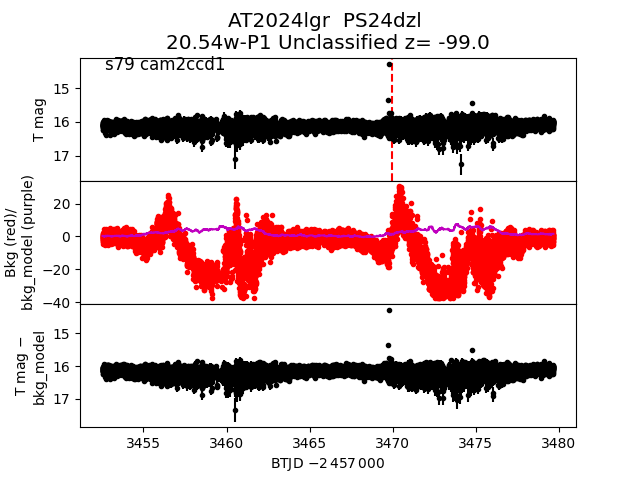 AT2024lgr  PS24dzl
20.54w-P1 Unclassified z= -99.0
s79 cam2ccd1
15
16
17
T mag
20
0
−20
−40
Bkg (red)/
bkg_model (purple)
15
16
17
T mag −
bkg_model
3455
3460
3465
3470
3475
3480
BTJD −2 457 000